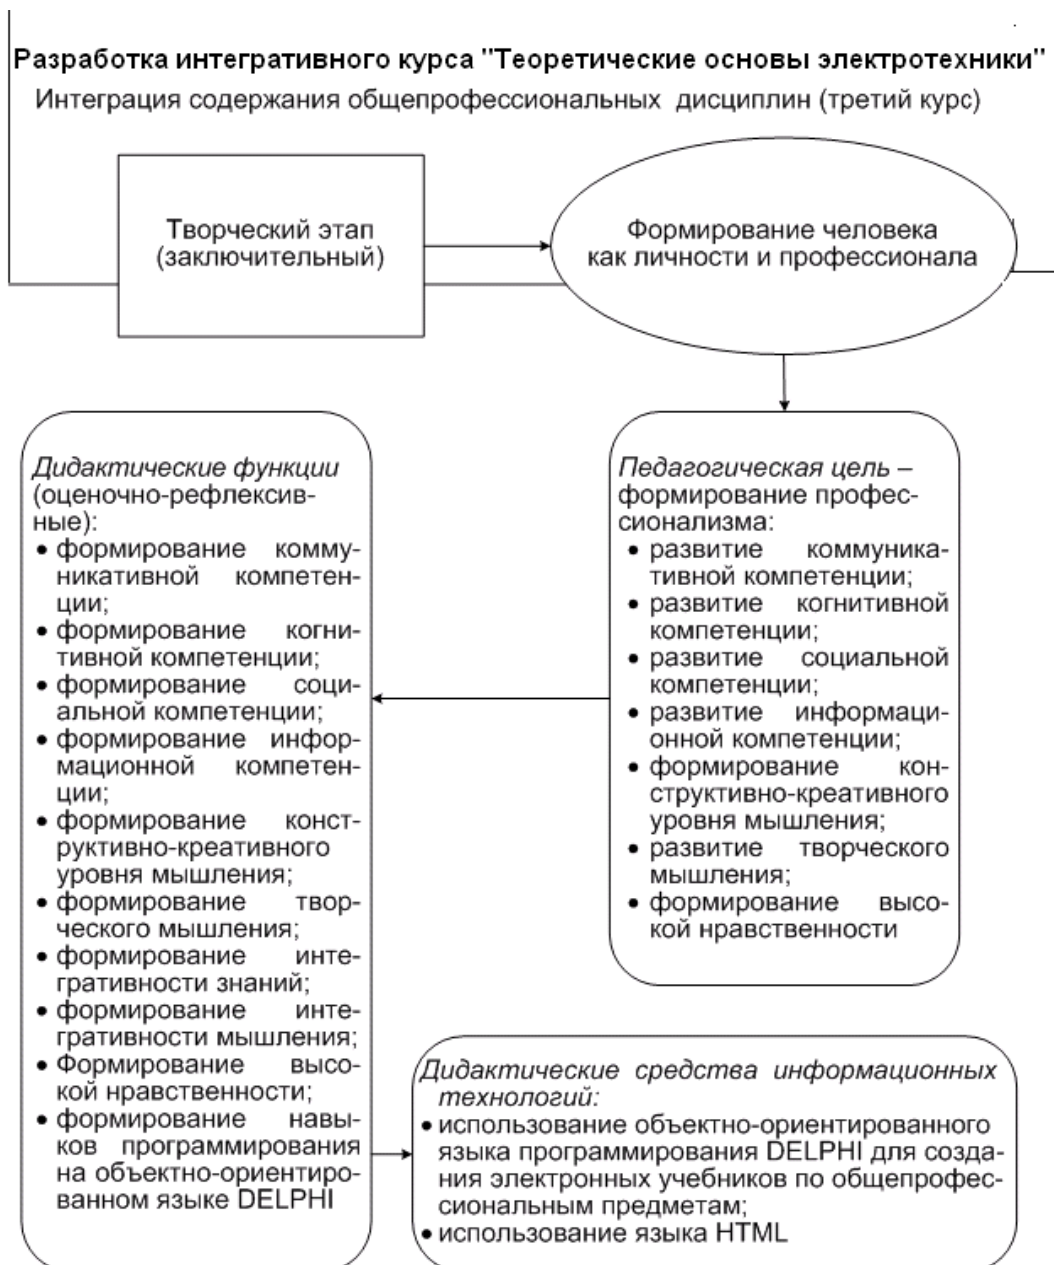 Разработка интегративного курса "Теоретические основы электротехники"
Интеграция содержания общепрофессиональных дисциплин (третий курс)
Творческий этап
(заключительный)
Формирование человека
как личности и профессионала
Педагогическая цель –
формирование профес-
сионализма:
• развитие коммуника-
тивной компетенции;
• развитие когнитивной
компетенции;
• развитие социальной
компетенции;
• развитие информаци-
онной компетенции;
• формирование кон-
структивно-креативного
уровня мышления;
• развитие творческого
мышления;
• формирование высо-
кой нравственности
Дидактические функции
(оценочно-рефлексив-
ные):
• формирование комму-
никативной компетен-
ции;
• формирование когни-
тивной компетенции;
• формирование соци-
альной компетенции;
• формирование инфор-
мационной компетен-
ции;
• формирование конст-
руктивно-креативного
уровня мышления;
• формирование твор-
ческого мышления;
• формирование инте-
гративности знаний;
• формирование инте-
гративности мышления;
• Формирование высо-
кой нравственности;
• формирование навы-
ков программирования
на объектно-ориентиро-
ванном языке DELPHI
Дидактические средства информационных
технологий:
• использование объектно-ориентированного
языка программирования DELPHI для созда-
ния электронных учебников по общепрофес-
сиональным предметам;
• использование языка HTML